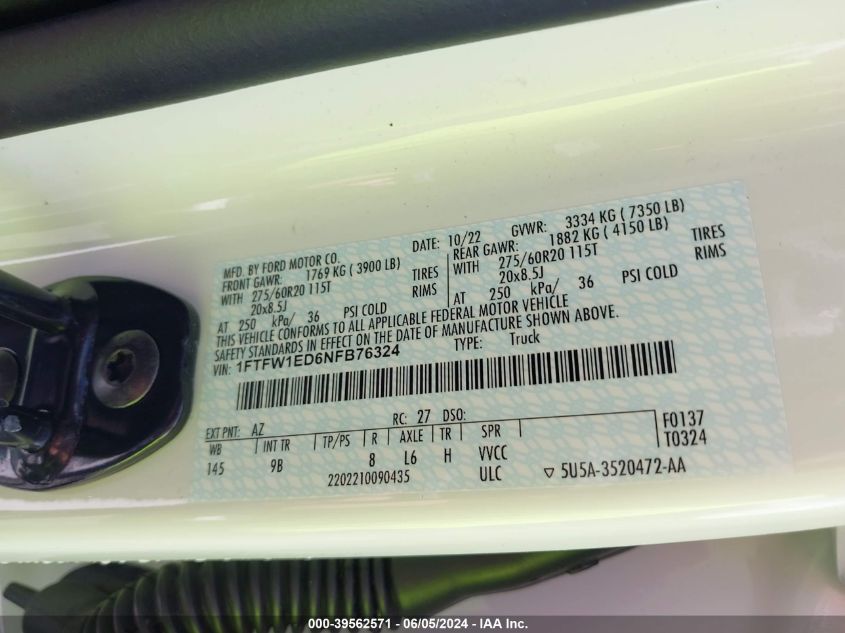 MFD. BY FORD MOTOR CO. DATE: 10/22 GVWR: 3334 KG ( 7350 LB)
FRONT GAWR: 1769 KG ( 3900 LB) REAR GAWR: 1882 KG ( 4150 LB)
WITH 275/60R20 115T TIRES WITH 275/60R20 115T TIRES
20x8.5J RIMS 20x8.5J RIMS
AT 250 kPa/ 36 PSI COLD AT 250 kPa/ 36 PSI COLD
THIS VEHICLE CONFORMS TO ALL APPLICABLE FEDERAL MOTOR VEHICLE
SAFETY STANDARDS IN EFFECT ON THE DATE OF MANUFACTURE SHOWN ABOVE.
VIN: 1FTFW1ED6NFB76324 TYPE: Truck
EXT PNT: AZ RC: 27 DSO: F0137
WB INT TR TP/PS R AXLE TR SPR T0324
145 9B 8 L6 H VVCC
2202210090435 ULC ▽ 5U5A-3520472-AA
000-39562571 - 06/05/2024 - IAA Inc.